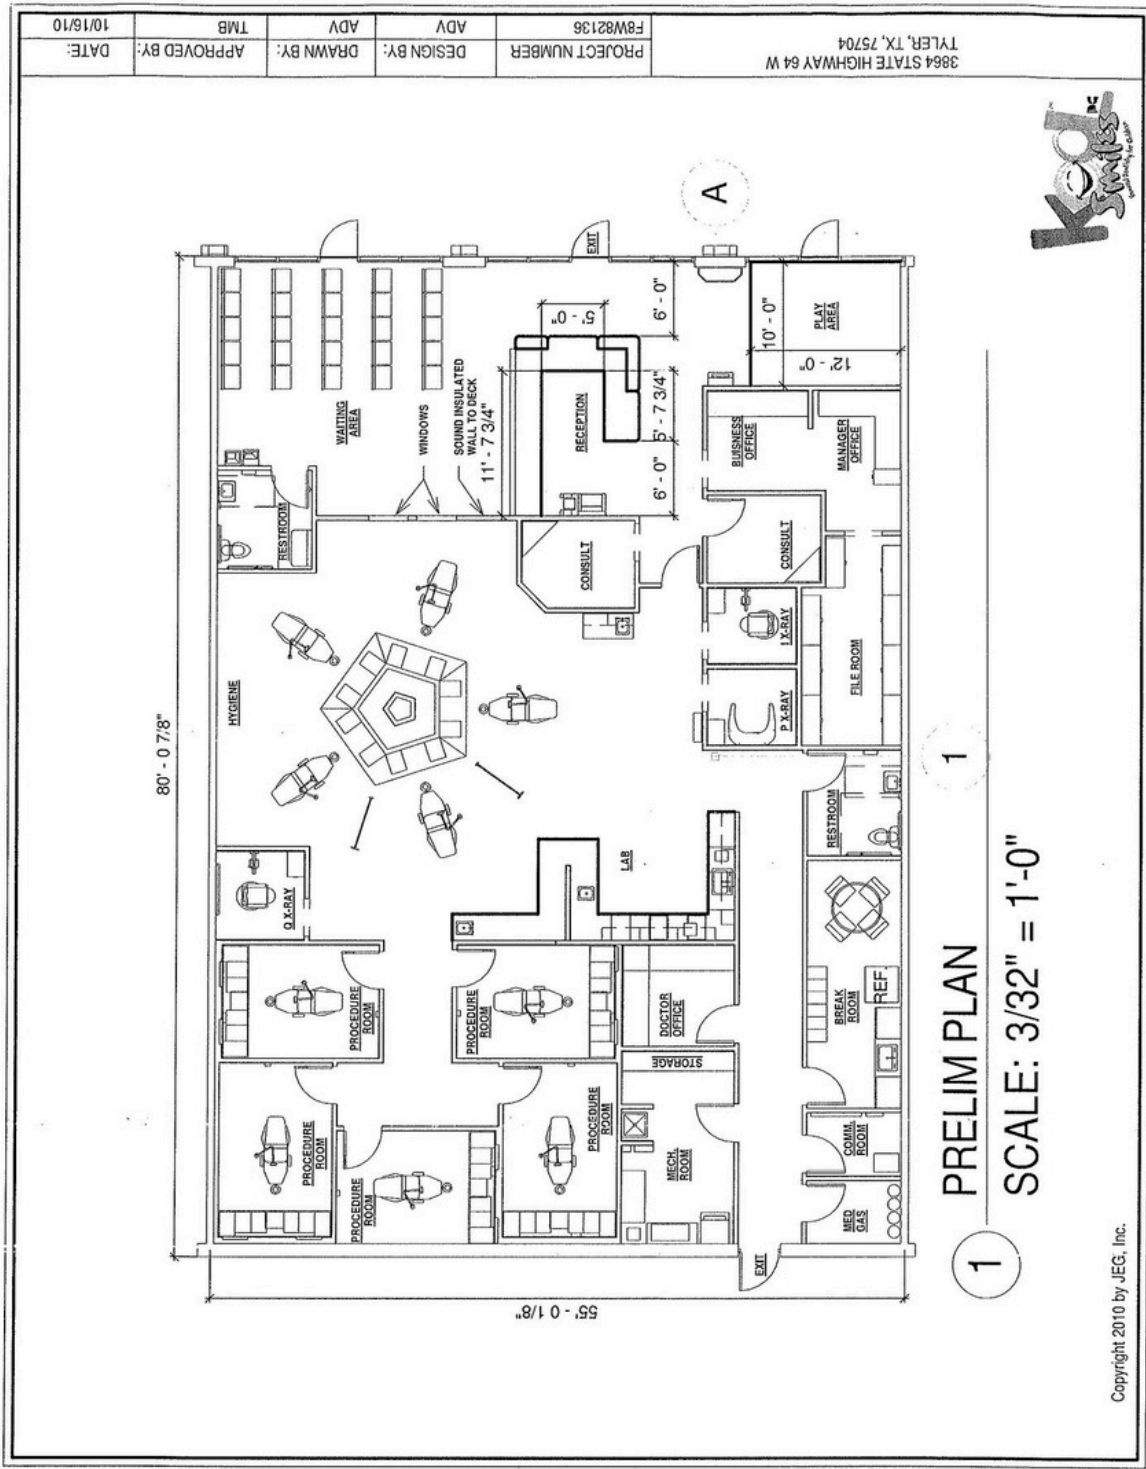 DATE:
10/16/10
APPROVED BY:
TMB
DRAWN BY:
ADV
DESIGN BY:
ADV
PROJECT NUMBER
F8W82136
3864 STATE HIGHWAY 64 W
TYLER, TX, 75704
Kool
Smiles
PC
A
80' - 0 7/8"
55' - 0 1/8"
WAITING
AREA
WINDOWS
SOUND INSULATED
WALL TO DECK
11' - 7 3/4"
5' - 0"
EXIT
6' - 0"
5' - 7 3/4"
6' - 0"
RECEPTION
10' - 0"
12' - 0"
PLAY
AREA
RESTROOM
HYGIENE
CONSULT
BUISNESS
OFFICE
MANAGER
OFFICE
CONSULT
I X-RAY
P X-RAY
FILE ROOM
O X-RAY
LAB
RESTROOM
PROCEDURE
ROOM
PROCEDURE
ROOM
DOCTOR
OFFICE
BREAK
ROOM
REF
PROCEDURE
ROOM
PROCEDURE
ROOM
PROCEDURE
ROOM
STORAGE
MECH.
ROOM
COMM.
ROOM
MED
GAS
EXIT
1
1
PRELIM PLAN
SCALE: 3/32" = 1'-0"
Copyright 2010 by JEG, Inc.